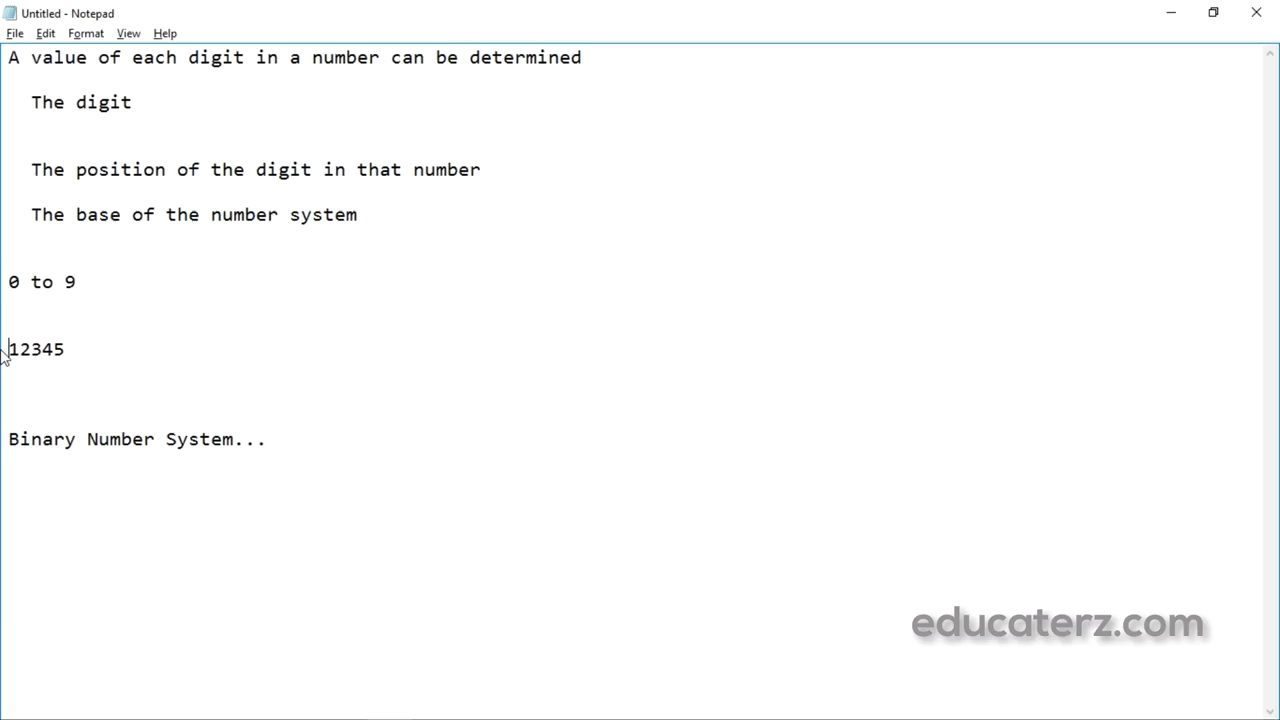 Untitled - Notepad
File Edit Format View Help
A value of each digit in a number can be determined
The digit
The position of the digit in that number
The base of the number system
0 to 9
12345
Binary Number System...
educaterz.com